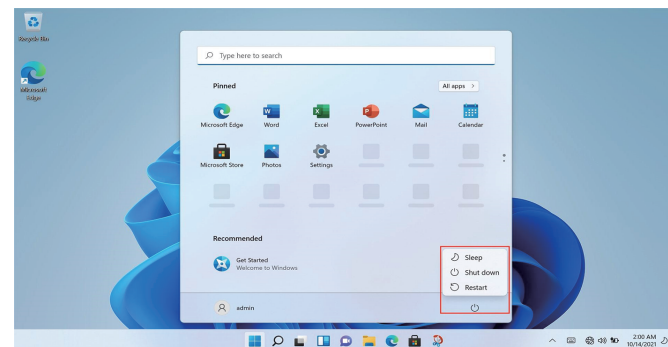 Recycle Bin
Microsoft
Edge
Type here to search
Pinned
All apps >
Microsoft Edge
Word
Excel
PowerPoint
Mail
Calendar
Microsoft Store
Photos
Settings
Recommended
Get Started
Welcome to Windows
Sleep
Shut down
Restart
admin
2:00 AM
10/14/2021